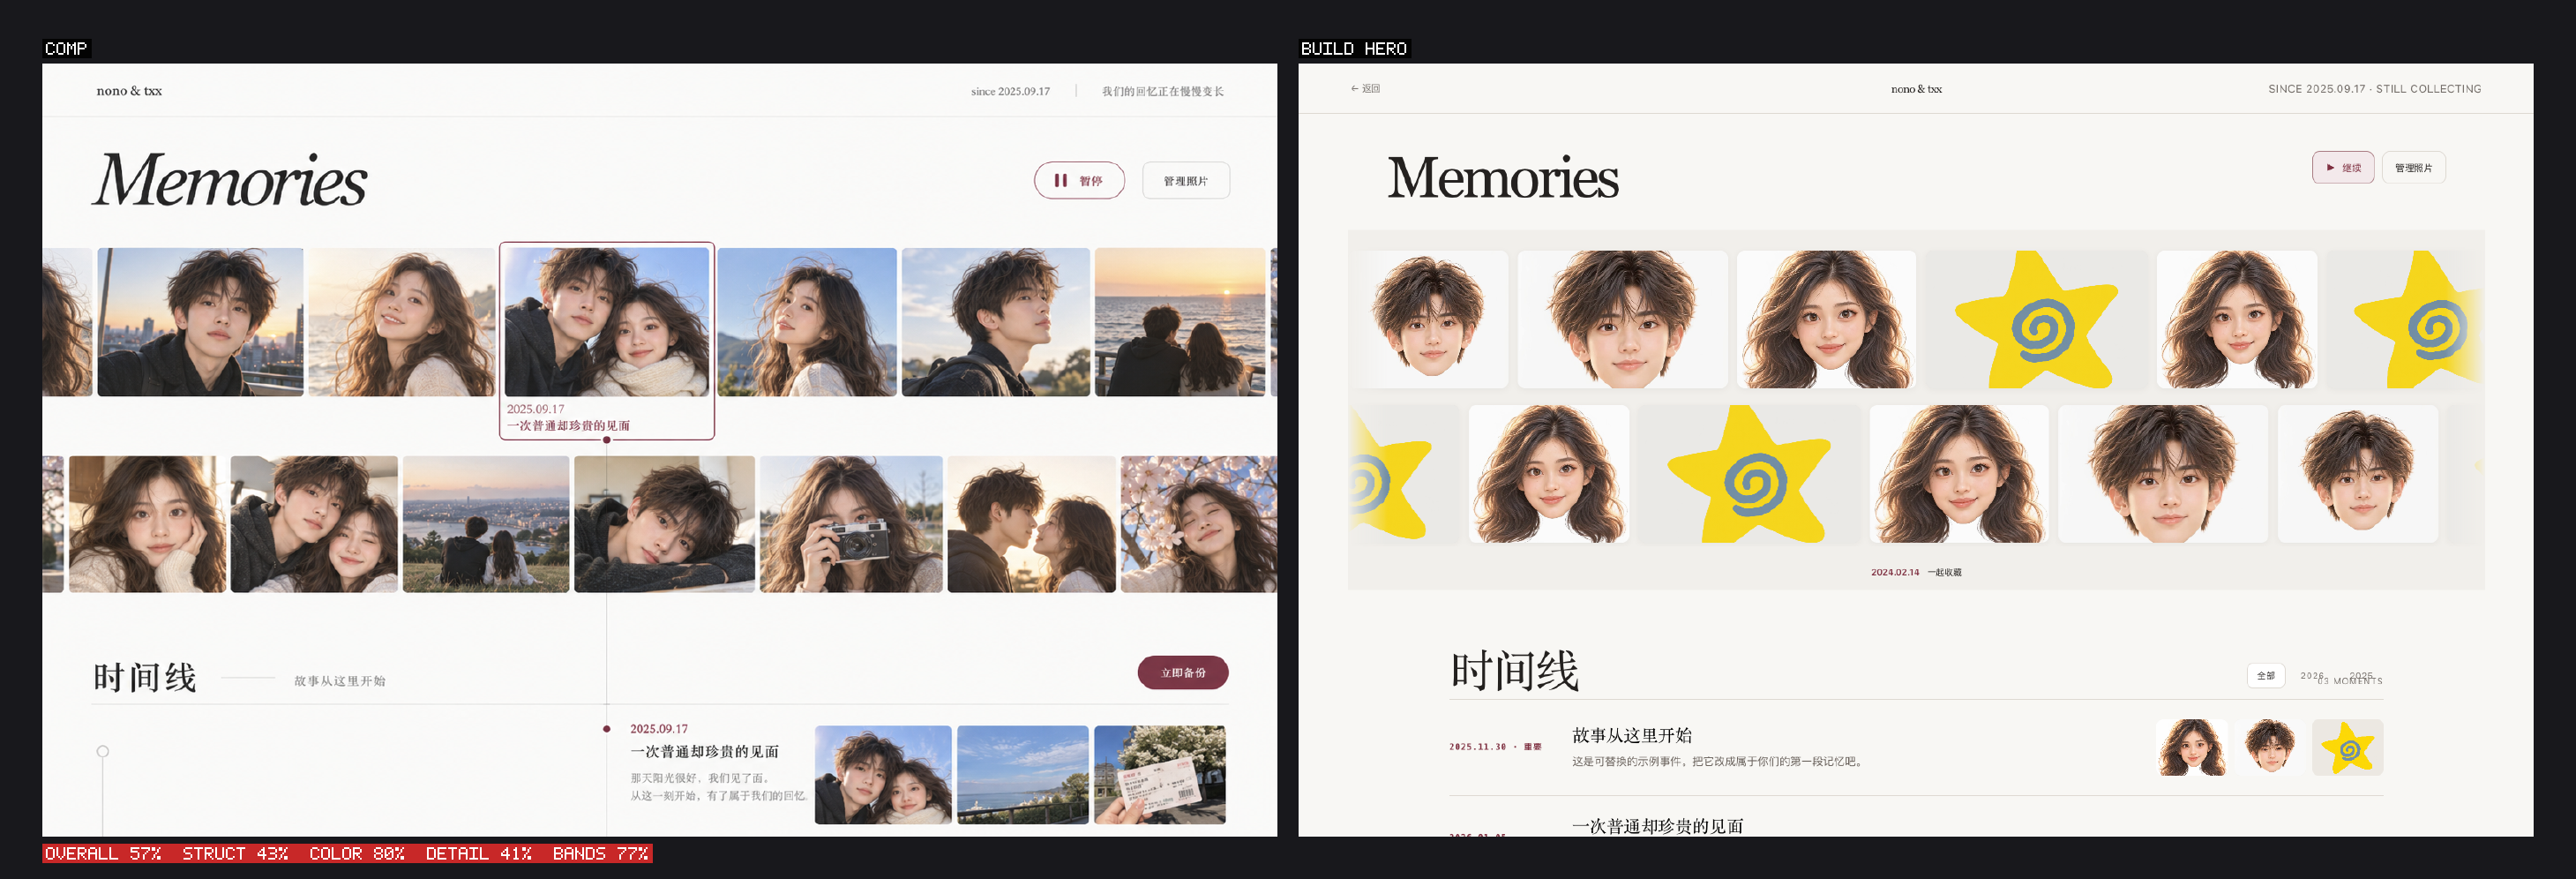 COMP
nono & txx
since 2025.09.17
我们的回忆正在慢慢变长
Memories
暂停
管理照片
2025.09.17
一次普通却珍贵的见面
时间线
故事从这里开始
立即备份
2025.09.17
一次普通却珍贵的见面
那天阳光很好，我们见了面。
从这一刻开始，有了属于我们的回忆.
OVERALL 57% STRUCT 43% COLOR 80% DETAIL 41% BANDS 77%
BUILD HERO
← 返回
nono & txx
SINCE 2025.09.17 · STILL COLLECTING
Memories
继续
管理照片
2024.02.14 一起收藏
时间线
全部
2026
2025
03 MOMENTS
2025.11.30 · 重要
故事从这里开始
这是可替换的示例事件，把它改成属于你们的第一段记忆吧。
一次普通却珍贵的见面